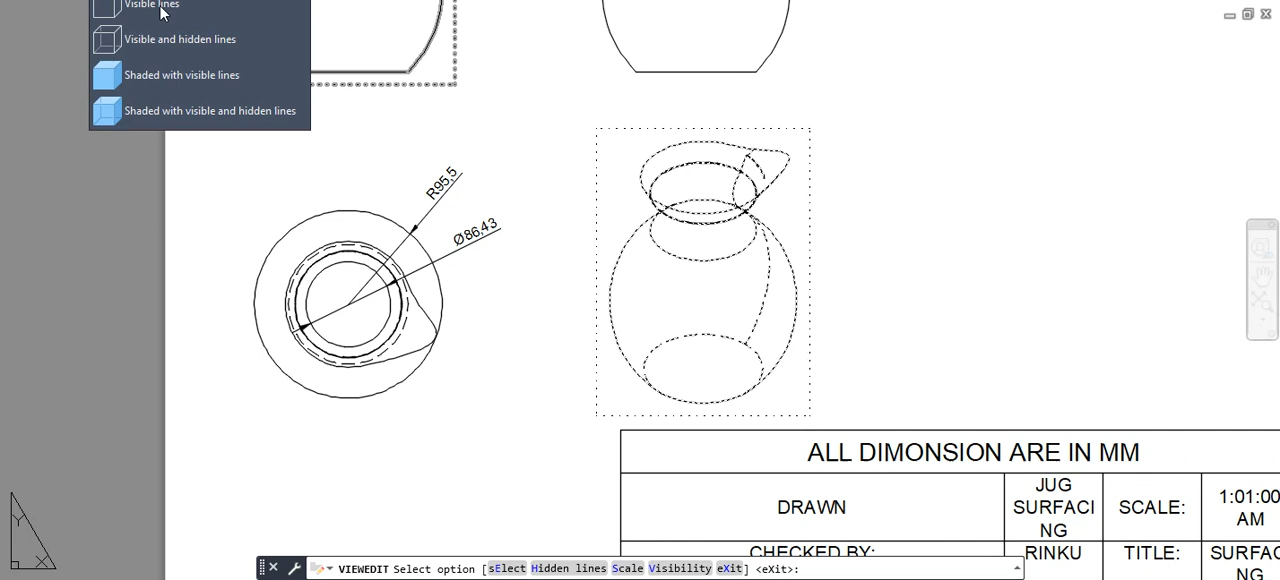 Visible lines
Visible and hidden lines
Shaded with visible lines
Shaded with visible and hidden lines
R95,5
Ø86,43
ALL DIMONSION ARE IN MM
DRAWN
JUG
SURFACI
NG
SCALE:
1:01:00
AM
CHECKED BY:
RINKU
TITLE:
SURFAC
NG
Y
X
VIEWEDIT Select option [sElect Hidden lines Scale Visibility eXit] <eXit>: